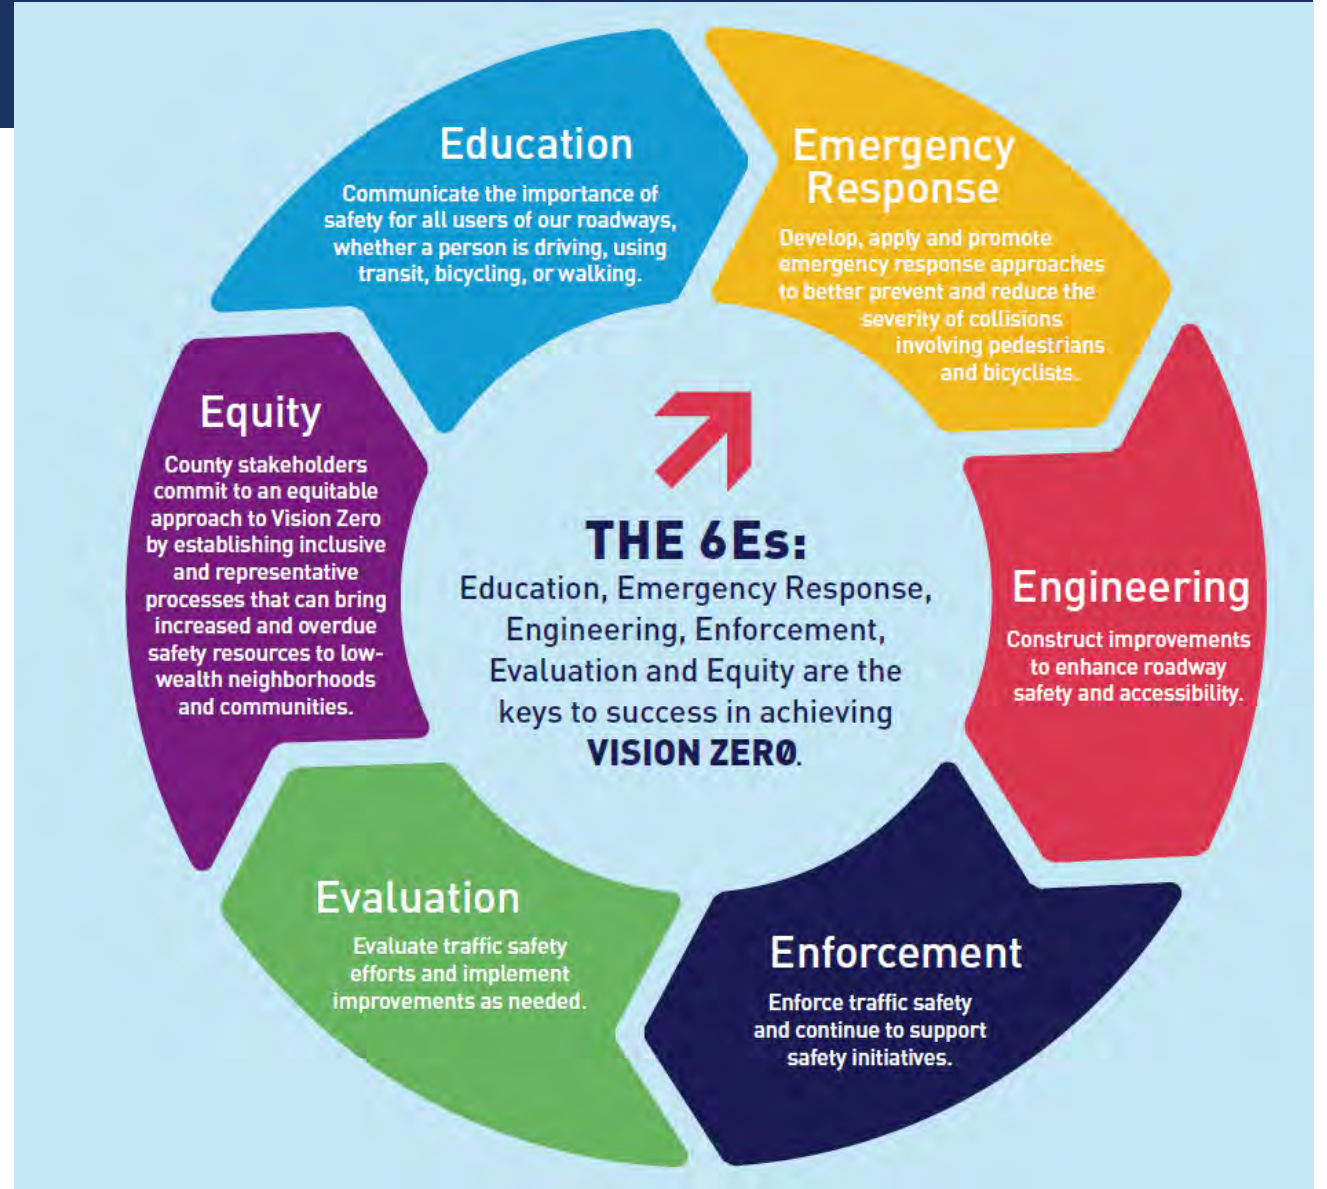 Education
Communicate the importance of
safety for all users of our roadways,
whether a person is driving, using
transit, bicycling, or walking.
Emergency
Response
Develop, apply and promote
emergency response approaches
to better prevent and reduce the
severity of collisions
involving pedestrians
and bicyclists.
Equity
County stakeholders
commit to an equitable
approach to Vision Zero
by establishing inclusive
and representative
processes that can bring
increased and overdue
safety resources to low-
wealth neighborhoods
and communities.
THE 6Es:
Education, Emergency Response,
Engineering, Enforcement,
Evaluation and Equity are the
keys to success in achieving
VISION ZERØ.
Engineering
Construct improvements
to enhance roadway
safety and accessibility.
Evaluation
Evaluate traffic safety
efforts and implement
improvements as needed.
Enforcement
Enforce traffic safety
and continue to support
safety initiatives.